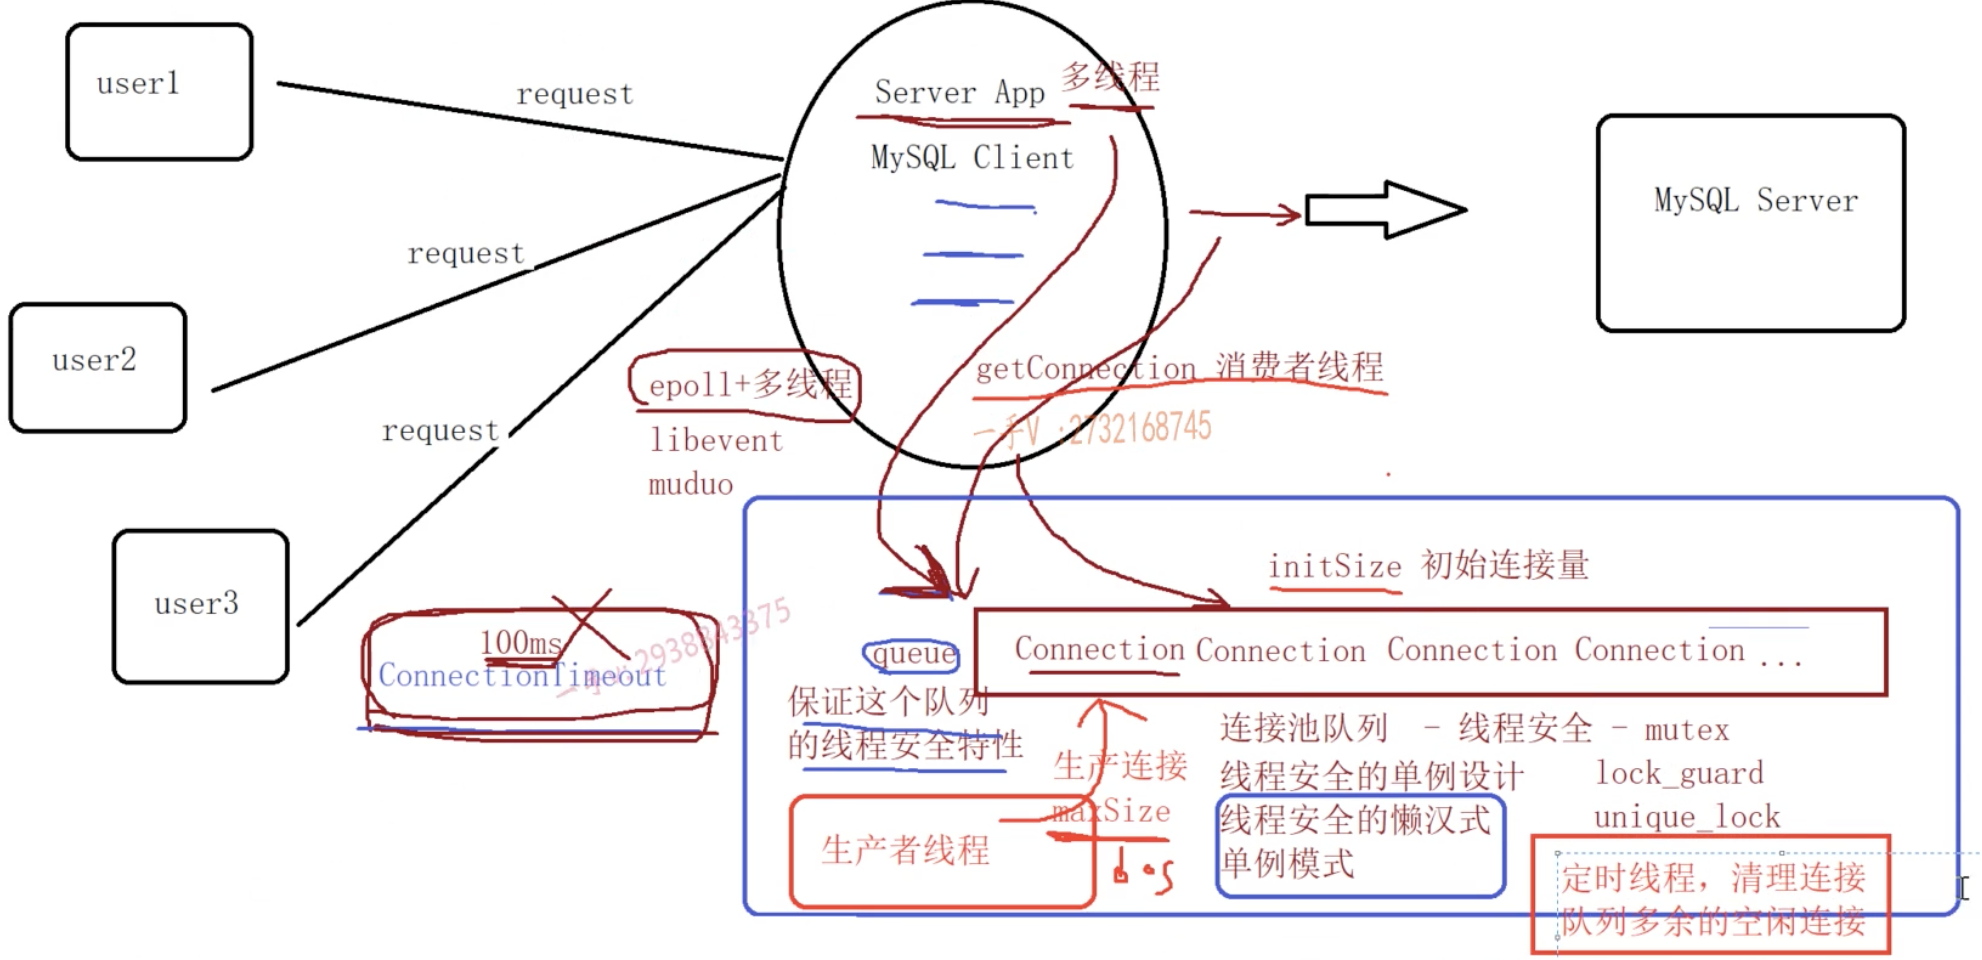 user1
request
Server App 多线程
MySQL Client
MySQL Server
request
user2
getConnection 消费者线程
epoll+多线程
一手V :2732168745
request
libevent
muduo
initSize 初始连接量
user3
100ms
2938843375
ConnectionTimeout
queue
Connection Connection Connection Connection ...
保证这个队列
的线程安全特性
连接池队列 - 线程安全 - mutex
生产连接
线程安全的单例设计
lock_guard
maxSize
线程安全的懒汉式
unique_lock
生产者线程
单例模式
定时线程，清理连接
队列多余的空闲连接